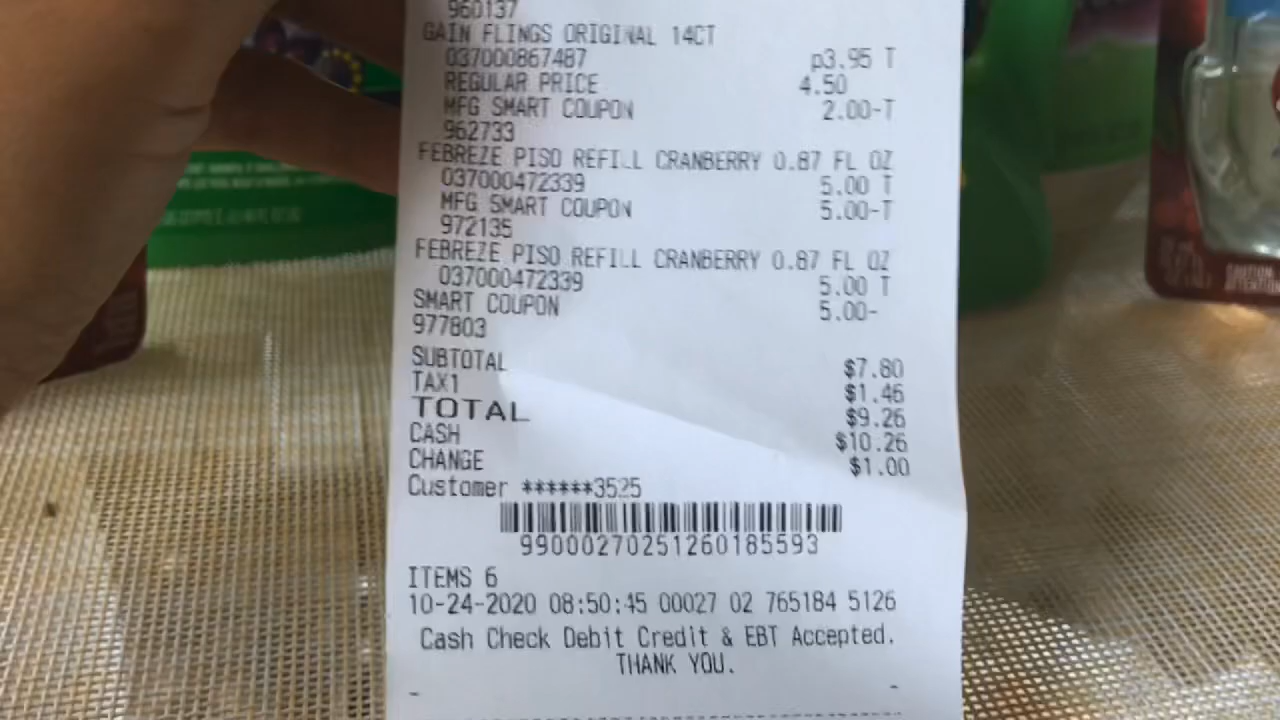 960137
GAIN FLINGS ORIGINAL 14CT
037000867487 p3.95 T
REGULAR PRICE 4.50
MFG SMART COUPON 2.00-T
962733
FEBREZE PISO REFILL CRANBERRY 0.87 FL OZ
037000472339 5.00 T
MFG SMART COUPON 5.00-T
972135
FEBREZE PISO REFILL CRANBERRY 0.87 FL OZ
037000472339 5.00 T
SMART COUPON 5.00-
977803
SUBTOTAL $7.80
TAX1 $1.46
TOTAL $9.26
CASH $10.26
CHANGE $1.00
Customer ******3525
99000270251260185593
ITEMS 6
10-24-2020 08:50:45 00027 02 765184 5126
Cash Check Debit Credit & EBT Accepted.
THANK YOU.
- -
CAUTION